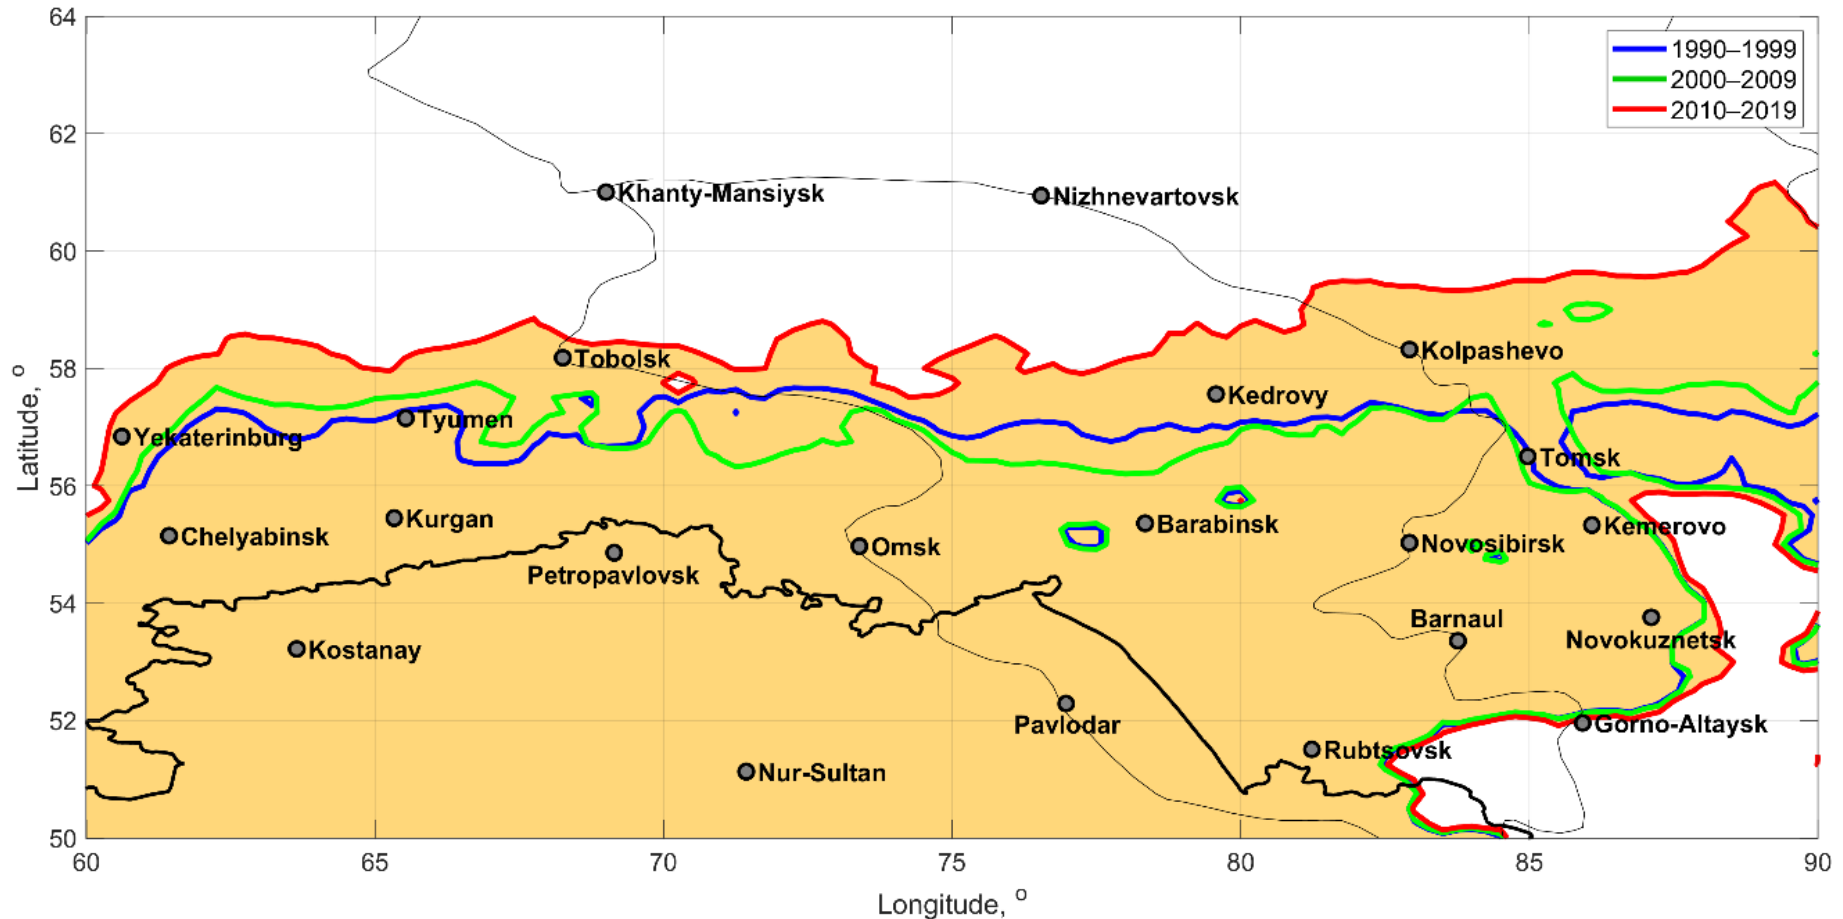 64
62
60
58
56
54
52
50
Latitude, o
1990–1999
2000–2009
2010–2019
Khanty-Mansiysk
Nizhnevartovsk
Tobolsk
Kolpashevo
Kedrovy
Tyumen
Yekaterinburg
Tomsk
Kurgan
Barabinsk
Kemerovo
Chelyabinsk
Omsk
Novosibirsk
Petropavlovsk
Barnaul
Novokuznetsk
Kostanay
Pavlodar
Gorno-Altaysk
Rubtsovsk
Nur-Sultan
60 65 70 75 80 85 90
Longitude, o